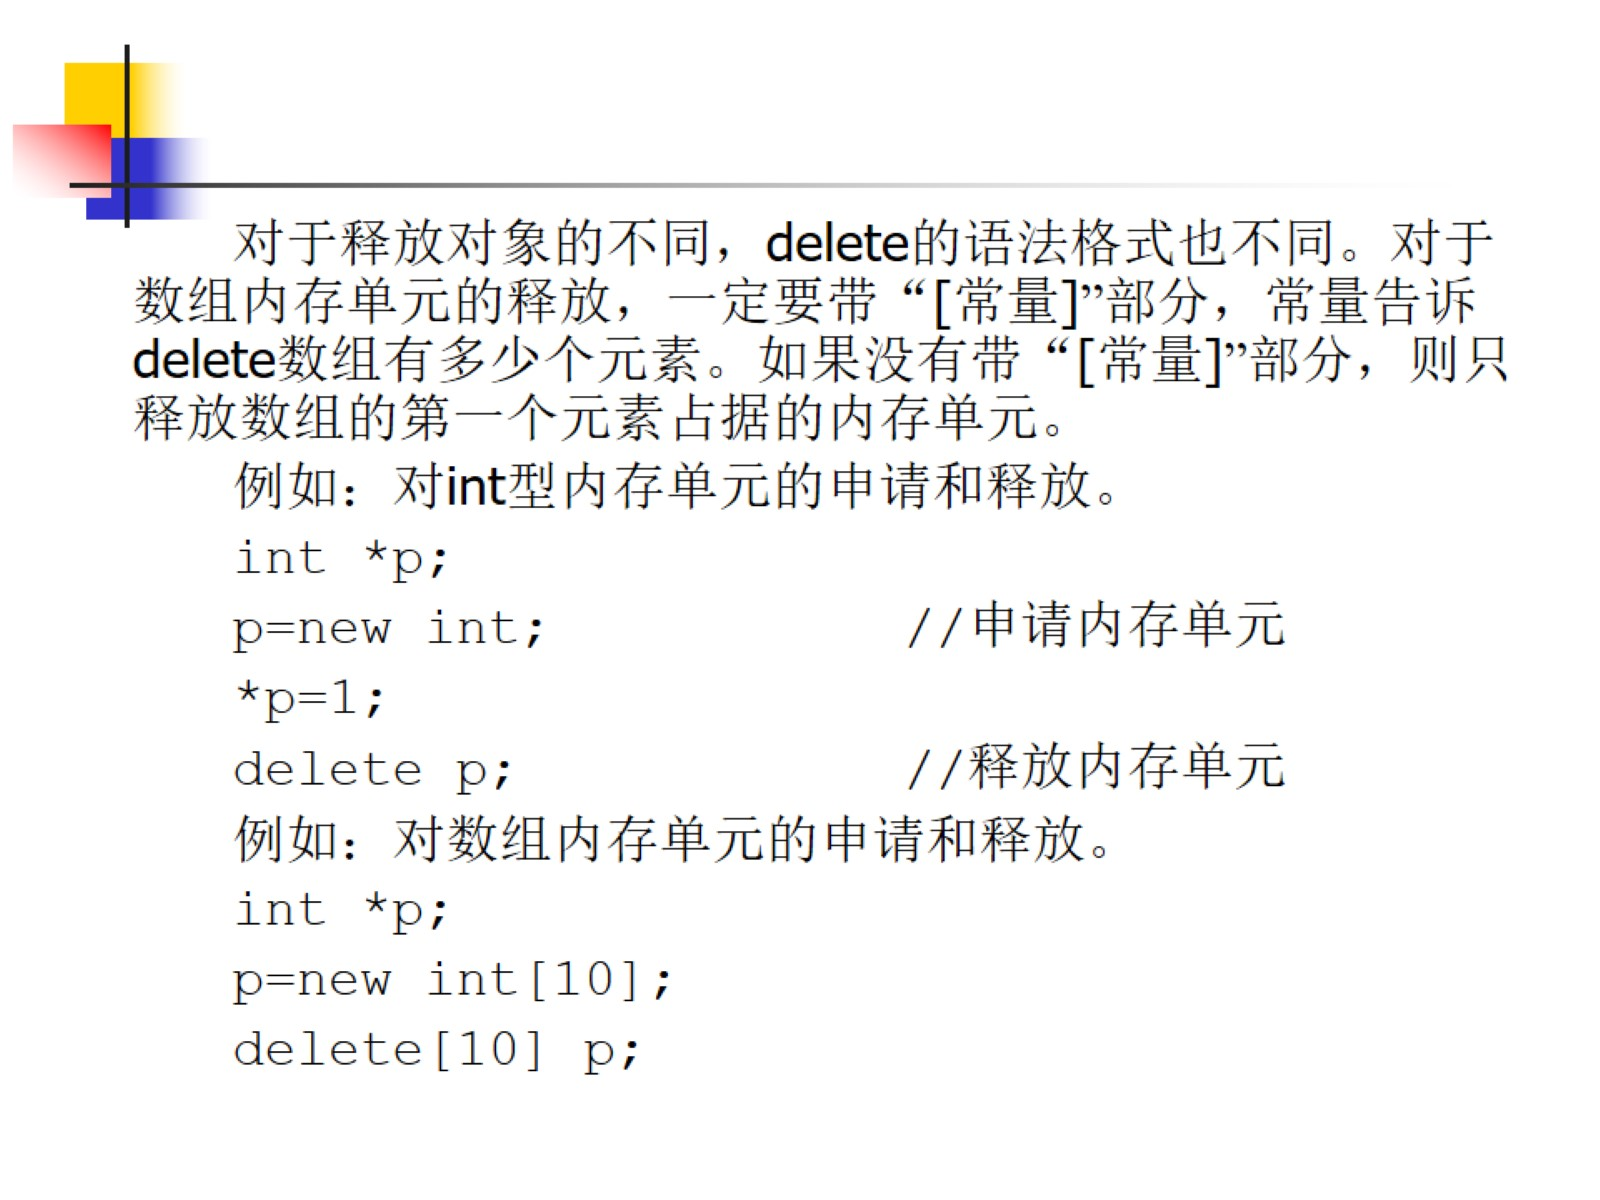 对于释放对象的不同，delete的语法格式也不同。对于
数组内存单元的释放，一定要带“[常量]”部分，常量告诉
delete数组有多少个元素。如果没有带“[常量]”部分，则只
释放数组的第一个元素占据的内存单元。
例如：对int型内存单元的申请和释放。
int *p;
p=new int; //申请内存单元
*p=1;
delete p; //释放内存单元
例如：对数组内存单元的申请和释放。
int *p;
p=new int[10];
delete[10] p;